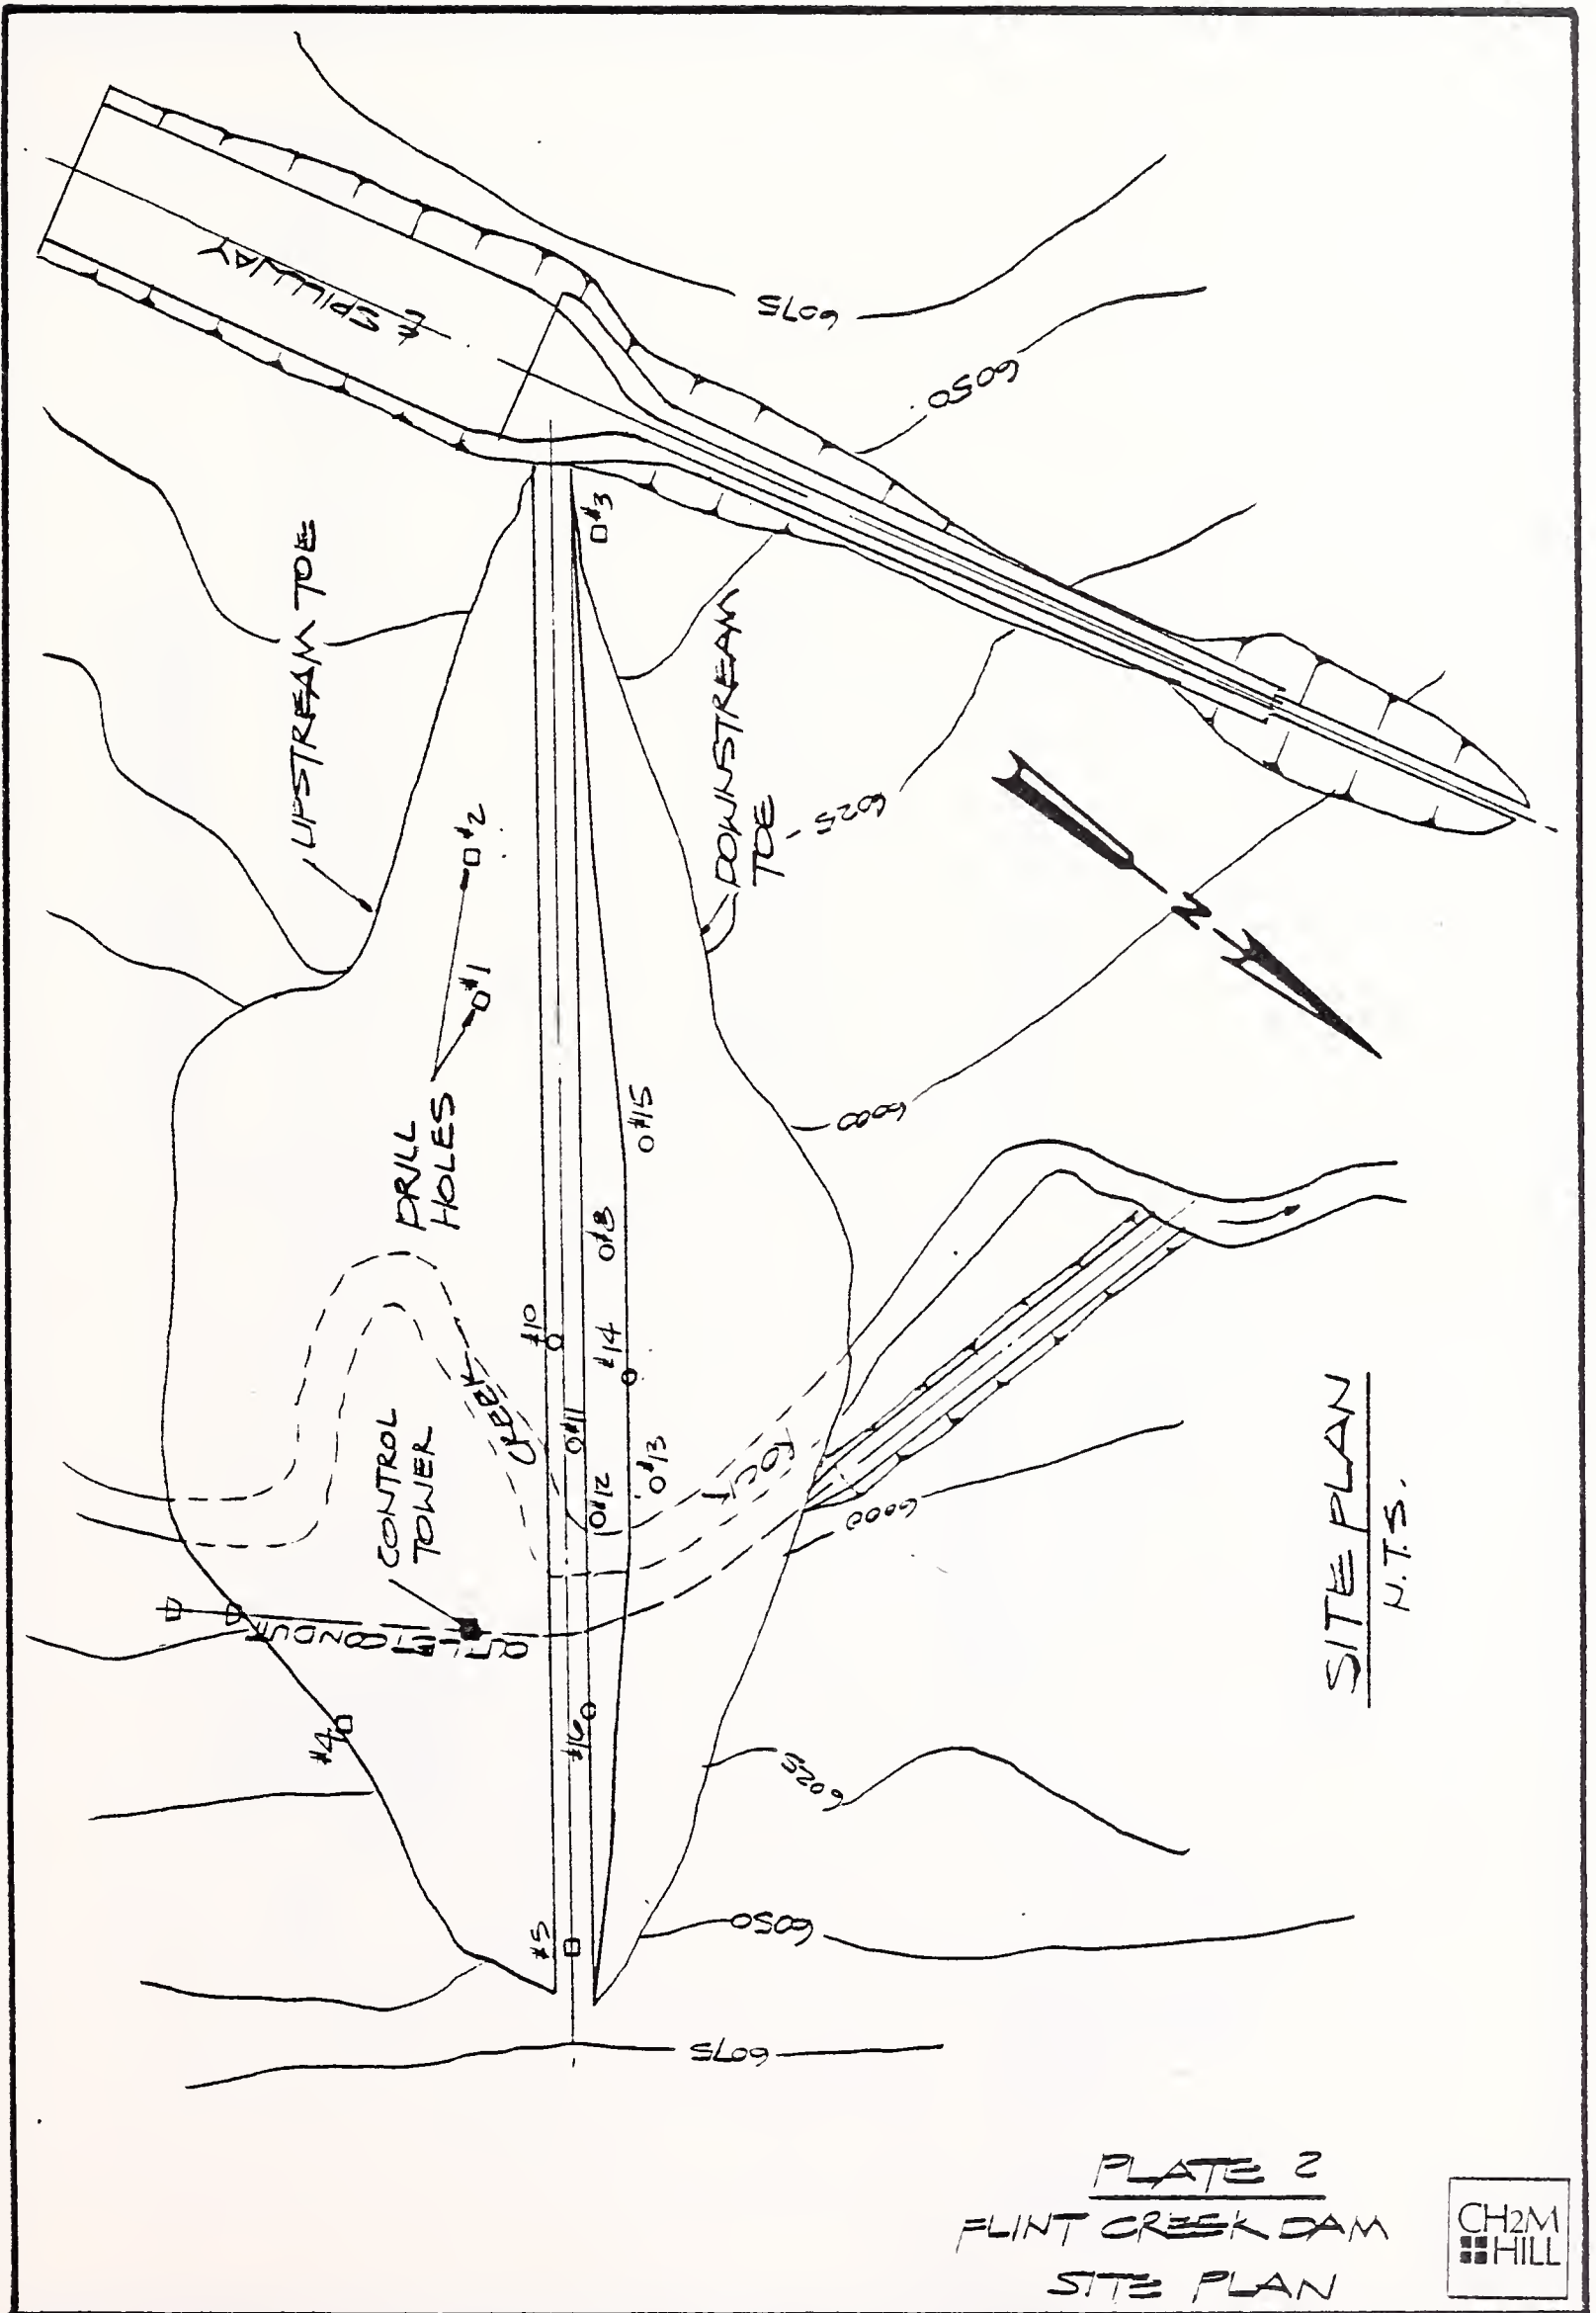 ℄ SPILLWAY
6075
6050
#3
UPSTREAM TOE
DOWNSTREAM
TOE
6025
#2
#1
N
DRILL
HOLES
#15
6000
#8
#10
#14
CREEK
#11
#13
#12
CONTROL
TOWER
6000
OUTLET CONDUIT
#4
#16
6025
#5
6050
6075
SITE PLAN
N.T.S.
PLATE 2
FLINT CREEK DAM
SITE PLAN
CH2M
HILL